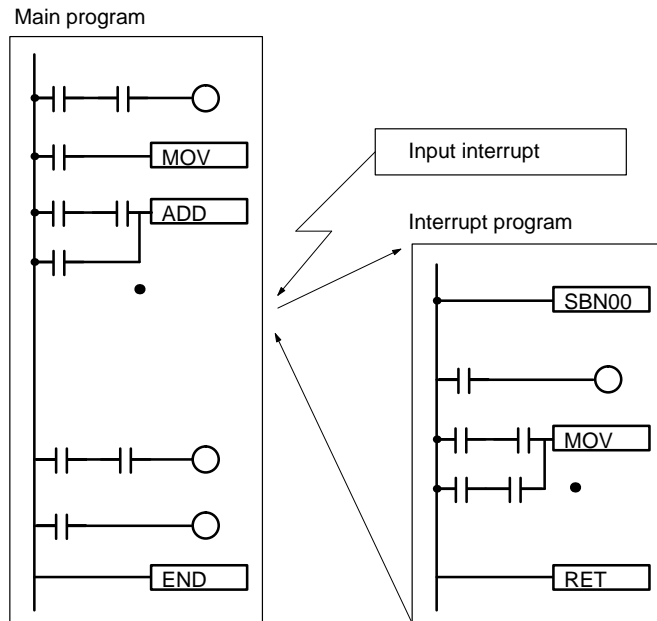 Main program
MOV
ADD
END
Input interrupt
Interrupt program
SBN00
MOV
RET